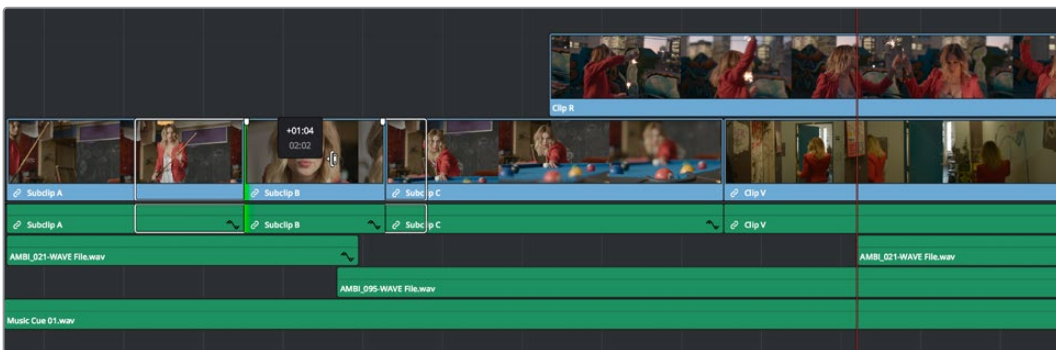 Clip R
+01:04
02:02
Subclip A
Subclip B
Subclip C
Clip V
Subclip A
Subclip B
Subclip C
Clip V
AMBI_021-WAVE File.wav
AMBI_021-WAVE File.wav
AMBI_095-WAVE File.wav
Music Cue 01.wav